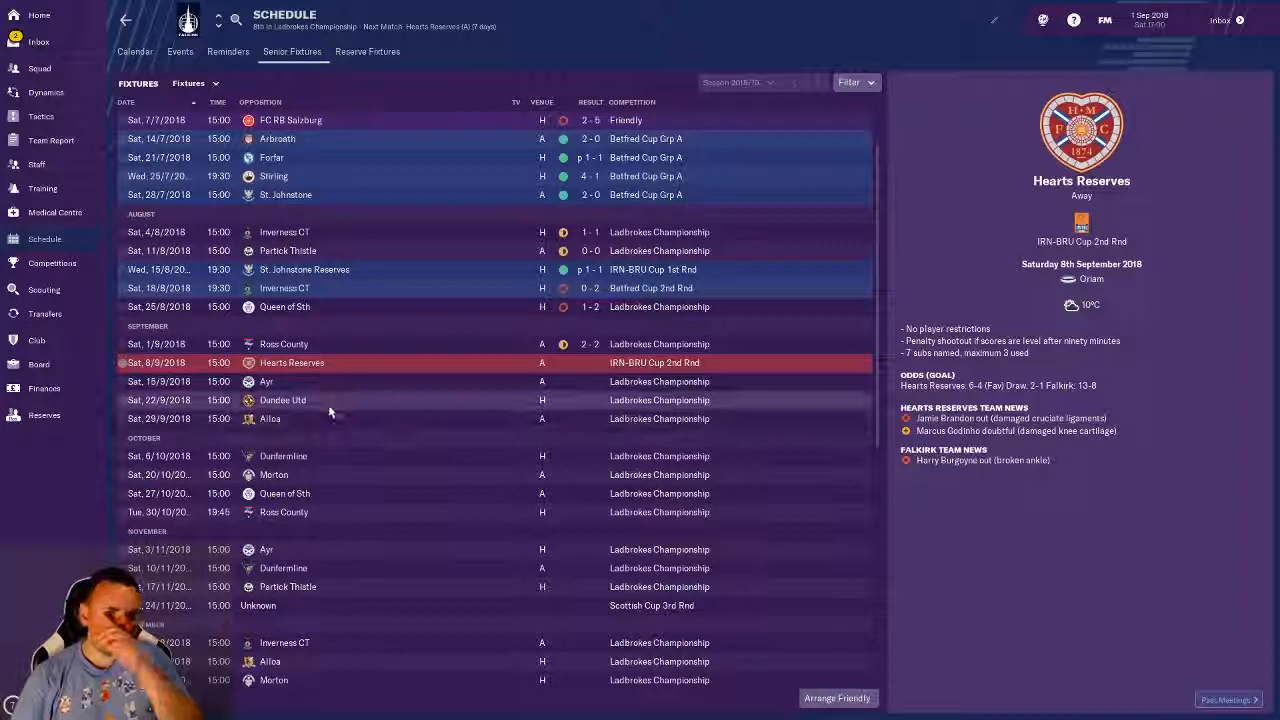 SCHEDULE
8th in Ladbrokes Championship · Next Match: Hearts Reserves (A) (7 days)
FM
1 Sep 2018
Sat 17:00
Inbox
2
Inbox
Home
Squad
Dynamics
Tactics
Team Report
Staff
Training
Medical Centre
Schedule
Competitions
Scouting
Transfers
Club
Board
Finances
Reserves
Calendar Events Reminders Senior Fixtures Reserve Fixtures
FIXTURES Fixtures Season 2018/19 Filter
DATE TIME OPPOSITION TV VENUE RESULT COMPETITION
Sat, 7/7/2018 15:00 FC RB Salzburg H 2 - 5 Friendly
Sat, 14/7/2018 15:00 Arbroath A 2 - 0 Betfred Cup Grp A
Sat, 21/7/2018 15:00 Forfar H p 1 - 1 Betfred Cup Grp A
Wed, 25/7/20... 19:30 Stirling H 4 - 1 Betfred Cup Grp A
Sat, 28/7/2018 15:00 St. Johnstone A 2 - 0 Betfred Cup Grp A
AUGUST
Sat, 4/8/2018 15:00 Inverness CT H 1 - 1 Ladbrokes Championship
Sat, 11/8/2018 15:00 Partick Thistle A 0 - 0 Ladbrokes Championship
Wed, 15/8/20... 19:30 St. Johnstone Reserves H p 1 - 1 IRN-BRU Cup 1st Rnd
Sat, 18/8/2018 19:30 Inverness CT H 0 - 2 Betfred Cup 2nd Rnd
Sat, 25/8/2018 15:00 Queen of Sth H 1 - 2 Ladbrokes Championship
SEPTEMBER
Sat, 1/9/2018 15:00 Ross County A 2 - 2 Ladbrokes Championship
Sat, 8/9/2018 15:00 Hearts Reserves A IRN-BRU Cup 2nd Rnd
Sat, 15/9/2018 15:00 Ayr A Ladbrokes Championship
Sat, 22/9/2018 15:00 Dundee Utd H Ladbrokes Championship
Sat, 29/9/2018 15:00 Alloa A Ladbrokes Championship
OCTOBER
Sat, 6/10/2018 15:00 Dunfermline H Ladbrokes Championship
Sat, 20/10/20... 15:00 Morton A Ladbrokes Championship
Sat, 27/10/20... 15:00 Queen of Sth A Ladbrokes Championship
Tue, 30/10/20... 19:45 Ross County H Ladbrokes Championship
NOVEMBER
Sat, 3/11/2018 15:00 Ayr H Ladbrokes Championship
Sat, 10/11/20... 15:00 Dunfermline A Ladbrokes Championship
Sat, 17/11/20... 15:00 Partick Thistle H Ladbrokes Championship
24/11/20... 15:00 Unknown Scottish Cup 3rd Rnd
15:00 Inverness CT A Ladbrokes Championship
15:00 Alloa H Ladbrokes Championship
15:00 Morton H Ladbrokes Championship
Arrange Friendly
H M
F C
1874
Hearts Reserves
Away
IRN-BRU Cup 2nd Rnd
Saturday 8th September 2018
Oriam
10°C
- No player restrictions
- Penalty shootout if scores are level after ninety minutes
- 7 subs named, maximum 3 used
ODDS (GOAL)
Hearts Reserves: 6-4 (Fav) Draw: 2-1 Falkirk: 13-8
HEARTS RESERVES TEAM NEWS
Jamie Brandon out (damaged cruciate ligaments)
Marcus Godinho doubtful (damaged knee cartilage)
FALKIRK TEAM NEWS
Harry Burgoyne out (broken ankle)
Past Meetings